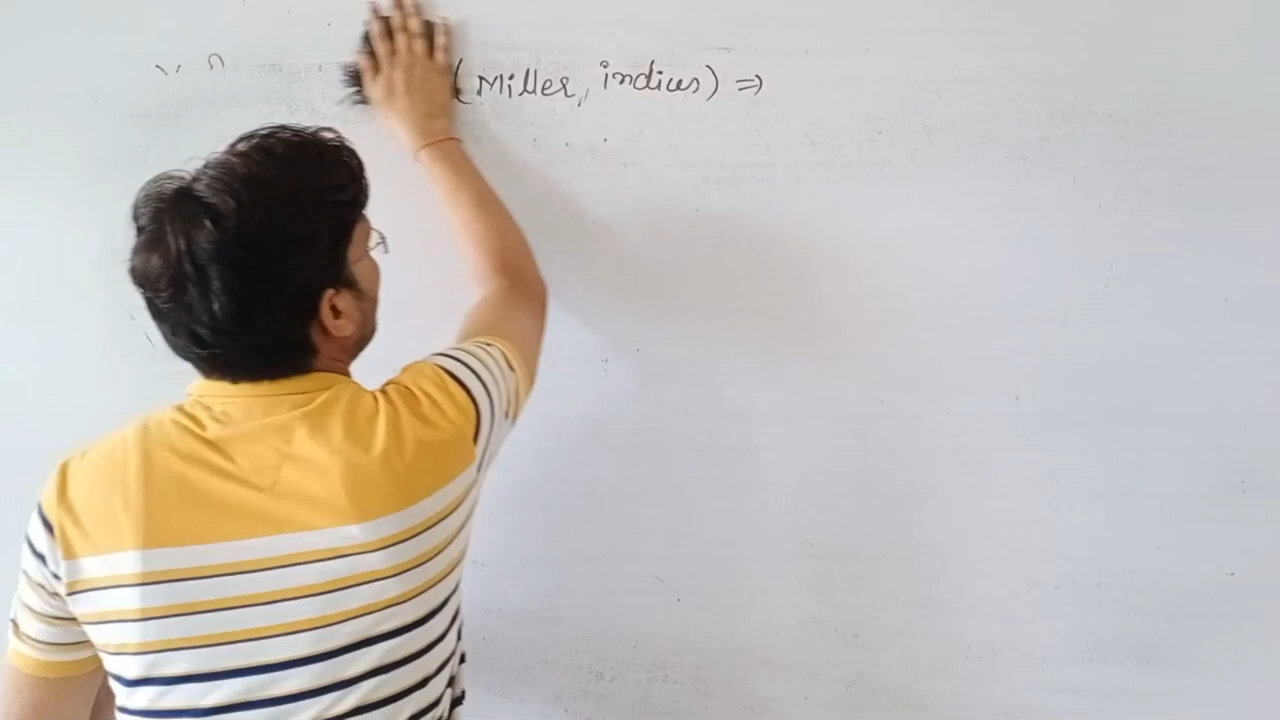 (Miller, indices) ⇒